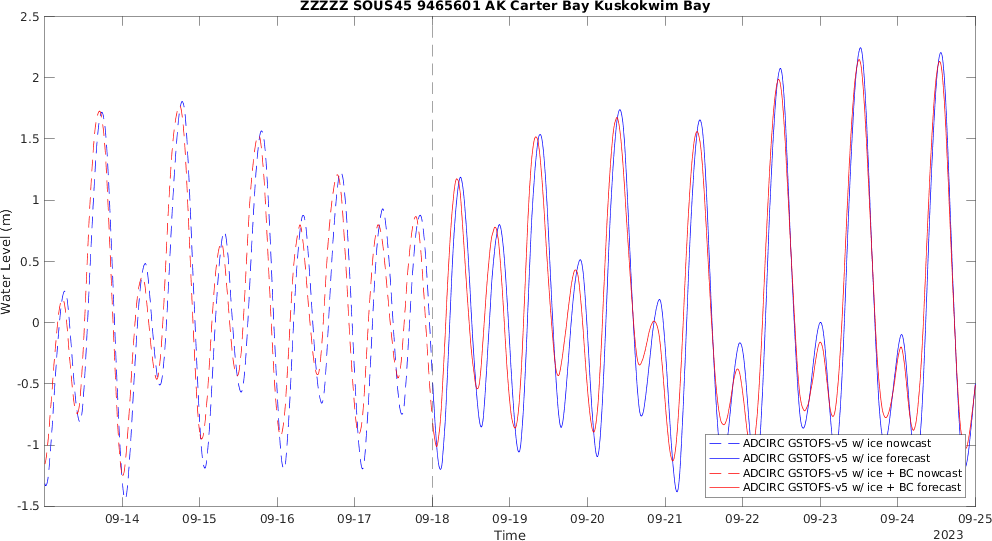 ZZZZZ SOUS45 9465601 AK Carter Bay Kuskokwim Bay
2.5
2
1.5
1
0.5
0
-0.5
-1
-1.5
Water Level (m)
ADCIRC GSTOFS-v5 w/ ice nowcast
ADCIRC GSTOFS-v5 w/ ice forecast
ADCIRC GSTOFS-v5 w/ ice + BC nowcast
ADCIRC GSTOFS-v5 w/ ice + BC forecast
09-14 09-15 09-16 09-17 09-18 09-19 09-20 09-21 09-22 09-23 09-24 09-25
Time
2023